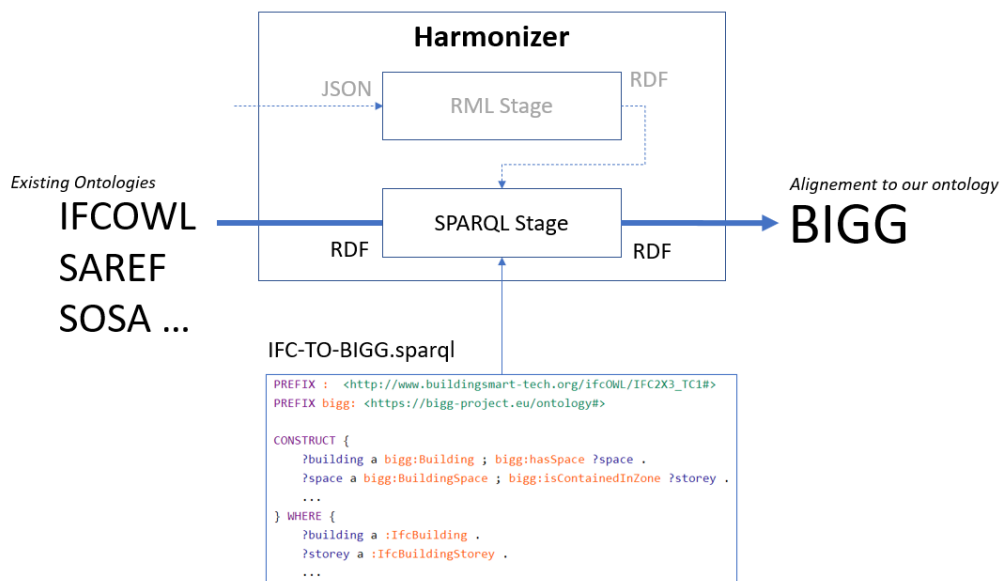 Harmonizer
JSON
RDF
RML Stage
Existing Ontologies
Alignement to our ontology
IFCOWL
SAREF
SOSA ...
SPARQL Stage
RDF
RDF
BIGG
IFC-TO-BIGG.sparql
PREFIX :  <http://www.buildingsmart-tech.org/ifcOWL/IFC2X3_TC1#>
PREFIX bigg: <https://bigg-project.eu/ontology#>
CONSTRUCT {
?building a bigg:Building ; bigg:hasSpace ?space .
?space a bigg:BuildingSpace ; bigg:isContainedInZone ?storey .
...
} WHERE {
?building a :IfcBuilding .
?storey a :IfcBuildingStorey .
...